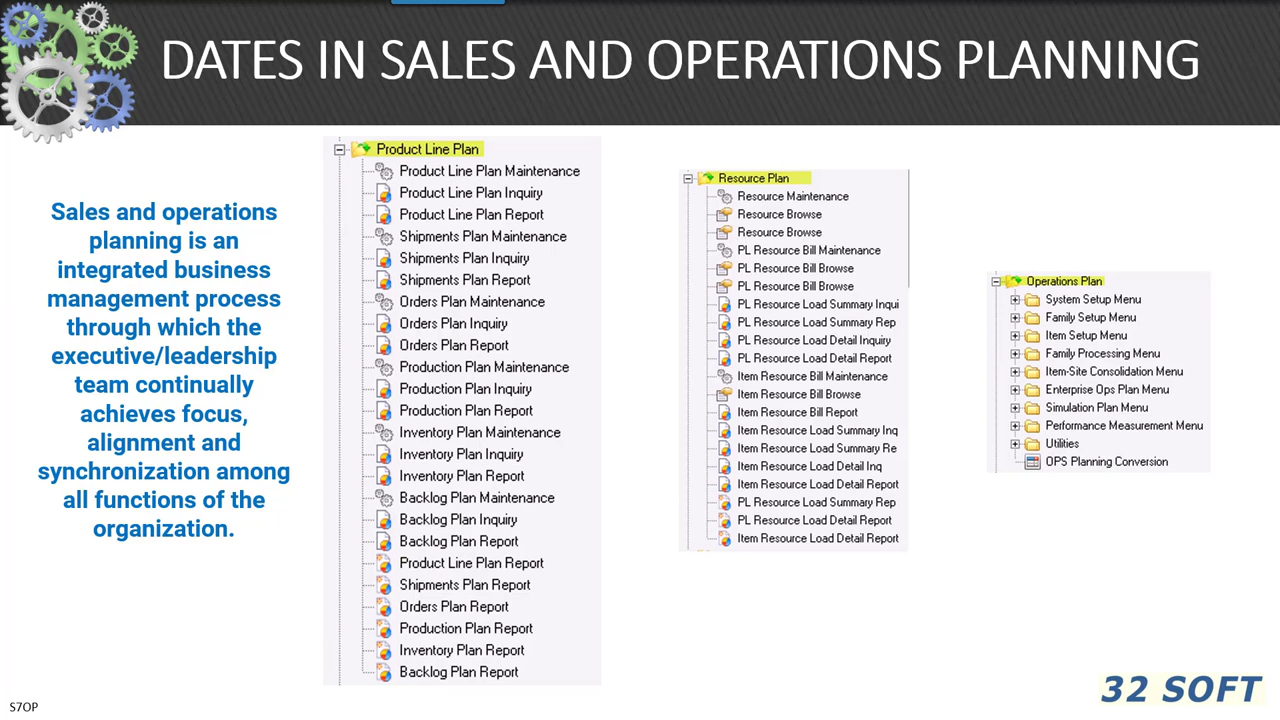 DATES IN SALES AND OPERATIONS PLANNING
Sales and operations
planning is an
integrated business
management process
through which the
executive/leadership
team continually
achieves focus,
alignment and
synchronization among
all functions of the
organization.
Product Line Plan
Product Line Plan Maintenance
Product Line Plan Inquiry
Product Line Plan Report
Shipments Plan Maintenance
Shipments Plan Inquiry
Shipments Plan Report
Orders Plan Maintenance
Orders Plan Inquiry
Orders Plan Report
Production Plan Maintenance
Production Plan Inquiry
Production Plan Report
Inventory Plan Maintenance
Inventory Plan Inquiry
Inventory Plan Report
Backlog Plan Maintenance
Backlog Plan Inquiry
Backlog Plan Report
Product Line Plan Report
Shipments Plan Report
Orders Plan Report
Production Plan Report
Inventory Plan Report
Backlog Plan Report
Resource Plan
Resource Maintenance
Resource Browse
Resource Browse
PL Resource Bill Maintenance
PL Resource Bill Browse
PL Resource Bill Browse
PL Resource Load Summary Inqui
PL Resource Load Summary Rep
PL Resource Load Detail Inquiry
PL Resource Load Detail Report
Item Resource Bill Maintenance
Item Resource Bill Browse
Item Resource Bill Report
Item Resource Load Summary Inq
Item Resource Load Summary Re
Item Resource Load Detail Inq
Item Resource Load Detail Report
PL Resource Load Summary Rep
PL Resource Load Detail Report
Item Resource Load Detail Report
Operations Plan
System Setup Menu
Family Setup Menu
Item Setup Menu
Family Processing Menu
Item-Site Consolidation Menu
Enterprise Ops Plan Menu
Simulation Plan Menu
Performance Measurement Menu
Utilities
OPS Planning Conversion
32 SOFT
S7OP